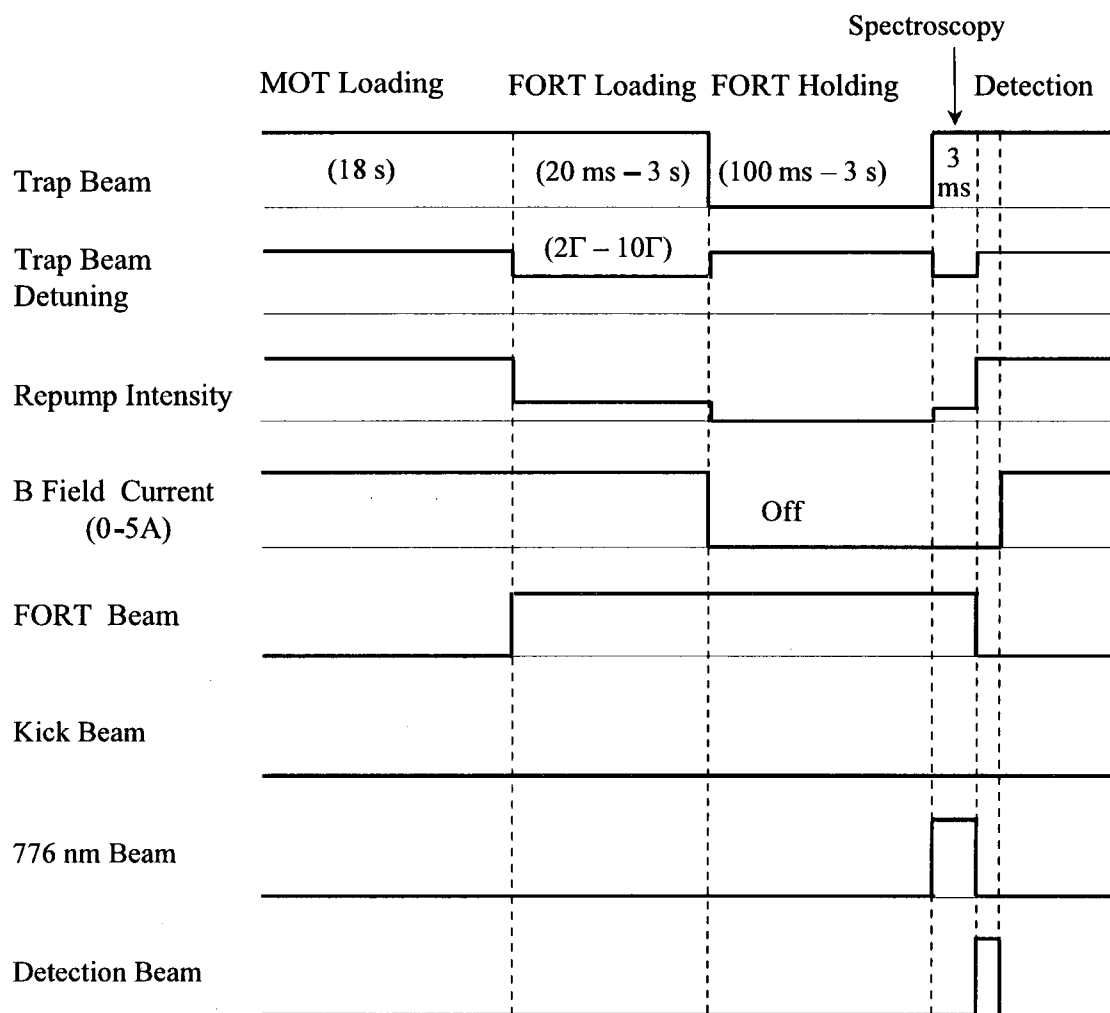 Spectroscopy
MOT Loading FORT Loading FORT Holding Detection
Trap Beam (18 s) (20 ms – 3 s) (100 ms – 3 s) 3
ms
Trap Beam (2Γ – 10Γ)
Detuning
Repump Intensity
B Field Current
(0-5A) Off
FORT Beam
Kick Beam
776 nm Beam
Detection Beam